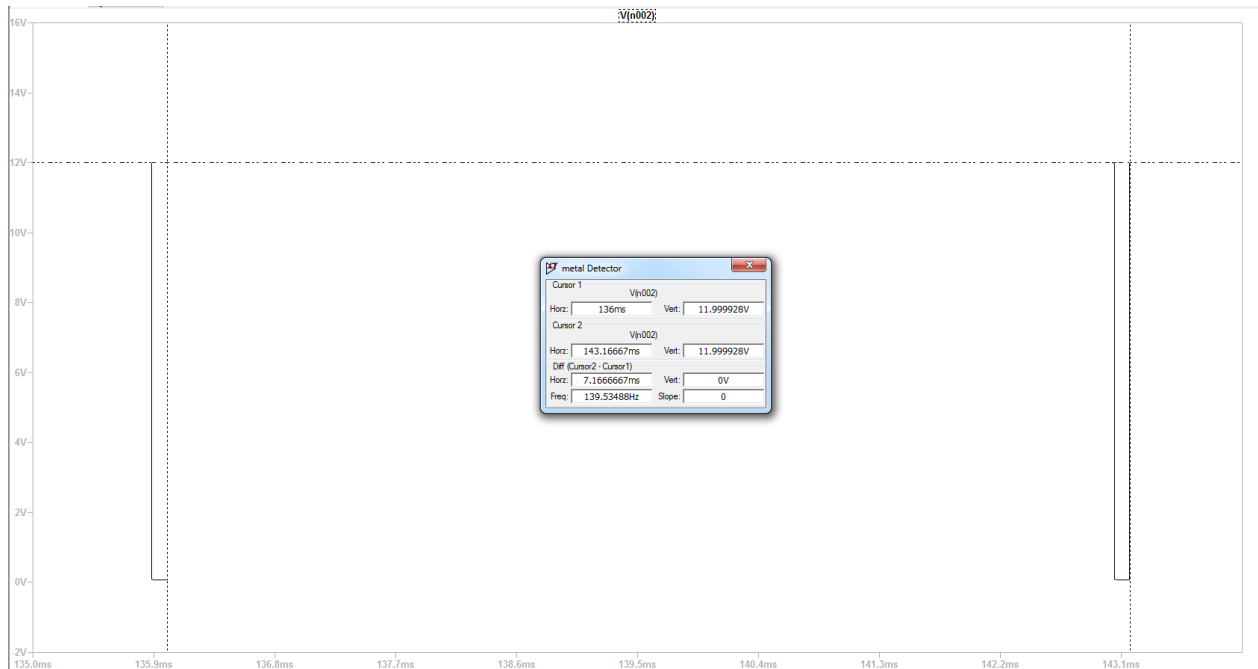 V(n002)
16V
14V
12V
10V
8V
6V
4V
2V
0V
-2V
135.0ms 135.9ms 136.8ms 137.7ms 138.6ms 139.5ms 140.4ms 141.3ms 142.2ms 143.1ms
metal Detector
Cursor 1
V(n002)
Horz: 136ms Vert: 11.999928V
Cursor 2
V(n002)
Horz: 143.16667ms Vert: 11.999928V
Diff (Cursor2 - Cursor1)
Horz: 7.1666667ms Vert: 0V
Freq: 139.53488Hz Slope: 0